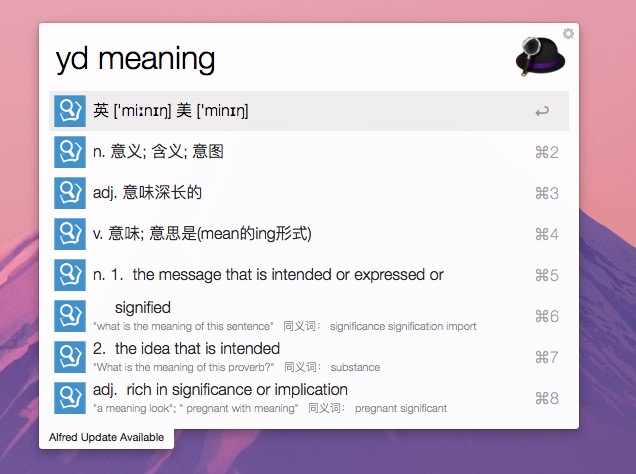 yd meaning
英 ['miːnɪŋ] 美 ['minɪŋ]
↩
n. 意义; 含义; 意图
⌘2
adj. 意味深长的
⌘3
v. 意味; 意思是(mean的ing形式)
⌘4
n. 1. the message that is intended or expressed or
⌘5
signified
"what is the meaning of this sentence" 同义词： significance signification import
⌘6
2. the idea that is intended
"What is the meaning of this proverb?" 同义词： substance
⌘7
adj. rich in significance or implication
"a meaning look"; " pregnant with meaning" 同义词： pregnant significant
⌘8
Alfred Update Available